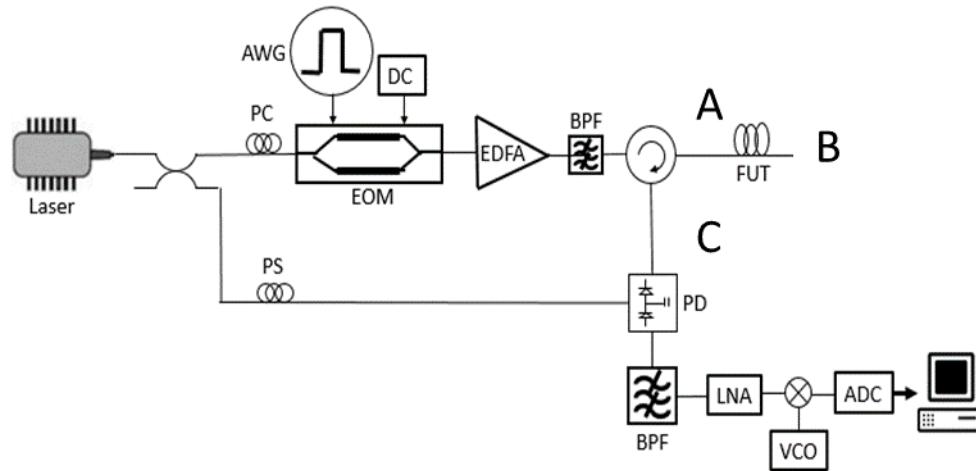 AWG
DC
PC
BPF
A
EDFA
B
Laser
EOM
FUT
C
PS
PD
LNA
ADC
BPF
VCO